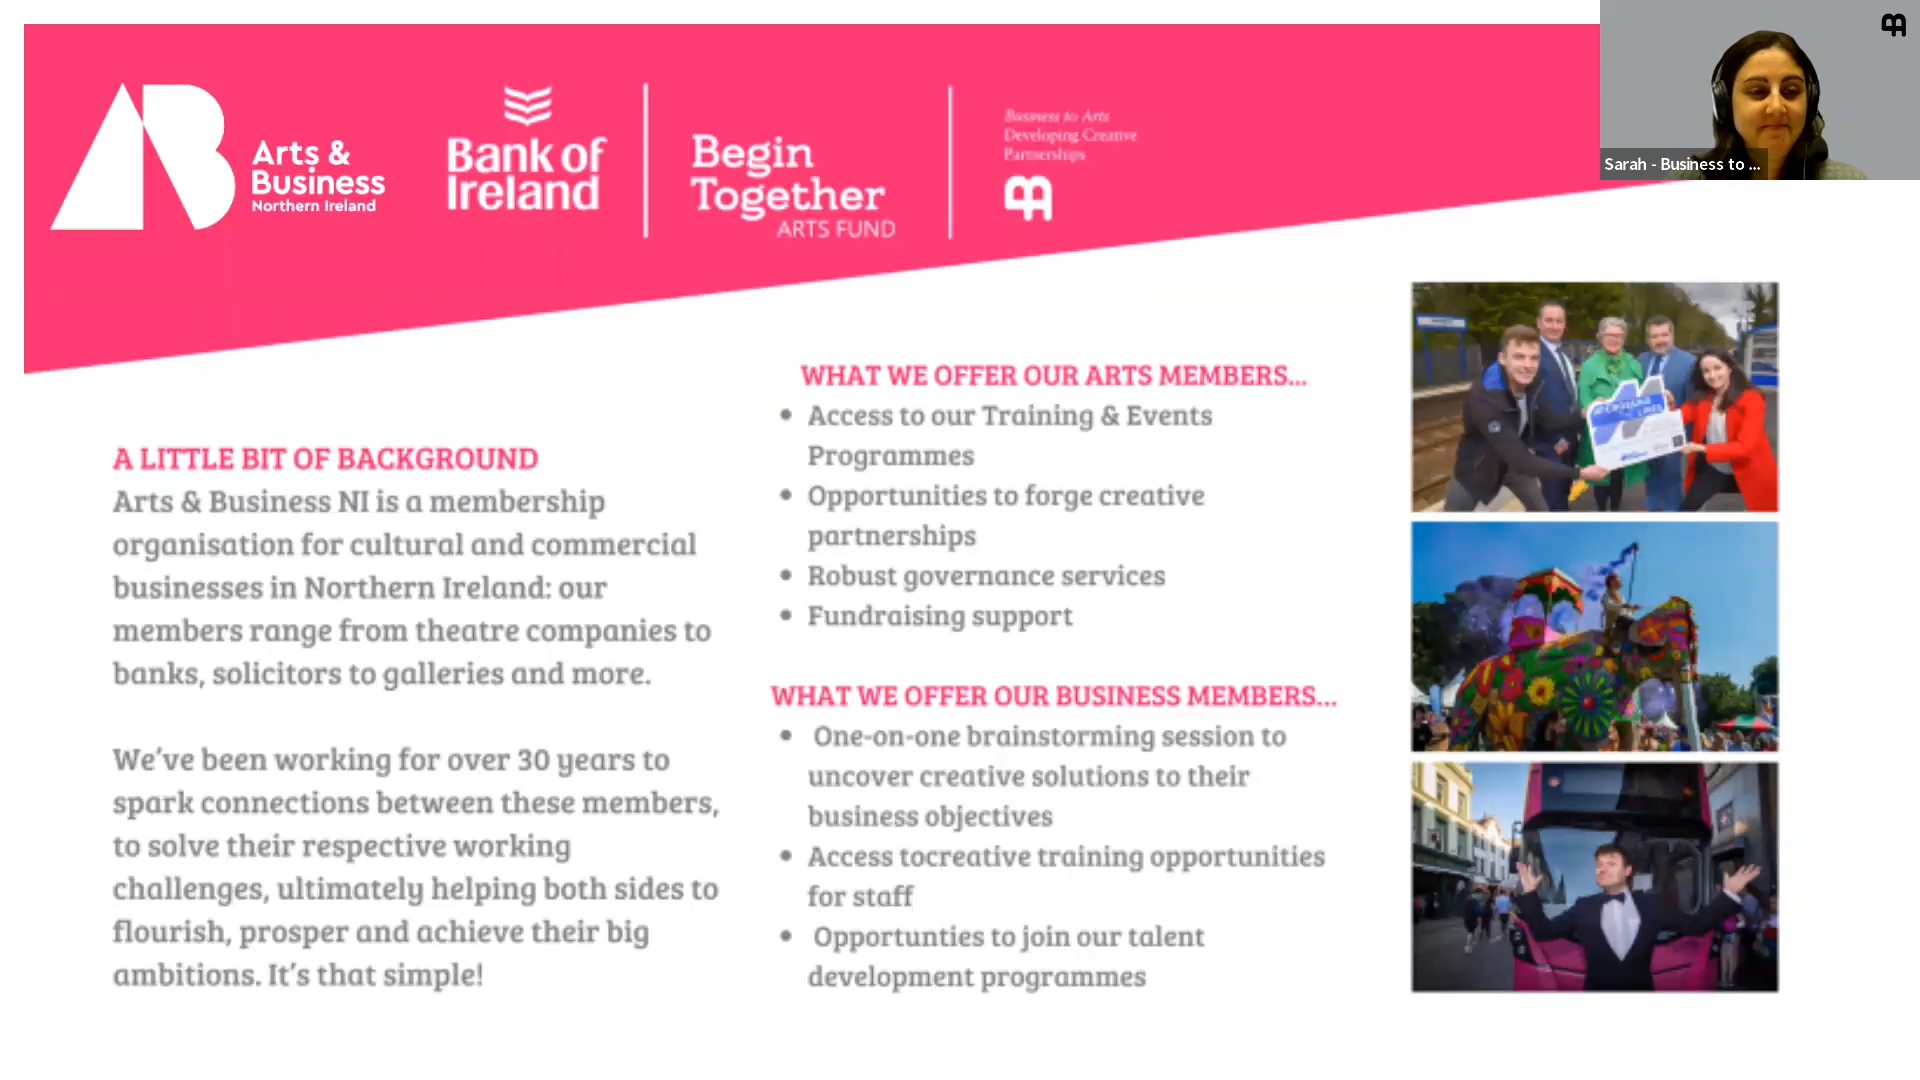 Arts &
Business
Northern Ireland
Bank of
Ireland
Begin
Together
ARTS FUND
Business to Arts
Developing Creative
Partnerships
Sarah - Business to ...
A LITTLE BIT OF BACKGROUND
Arts & Business NI is a membership
organisation for cultural and commercial
businesses in Northern Ireland: our
members range from theatre companies to
banks, solicitors to galleries and more.
We've been working for over 30 years to
spark connections between these members,
to solve their respective working
challenges, ultimately helping both sides to
flourish, prosper and achieve their big
ambitions. It's that simple!
WHAT WE OFFER OUR ARTS MEMBERS...
• Access to our Training & Events
Programmes
• Opportunities to forge creative
partnerships
• Robust governance services
• Fundraising support
WHAT WE OFFER OUR BUSINESS MEMBERS...
• One-on-one brainstorming session to
uncover creative solutions to their
business objectives
• Access tocreative training opportunities
for staff
• Opportunties to join our talent
development programmes